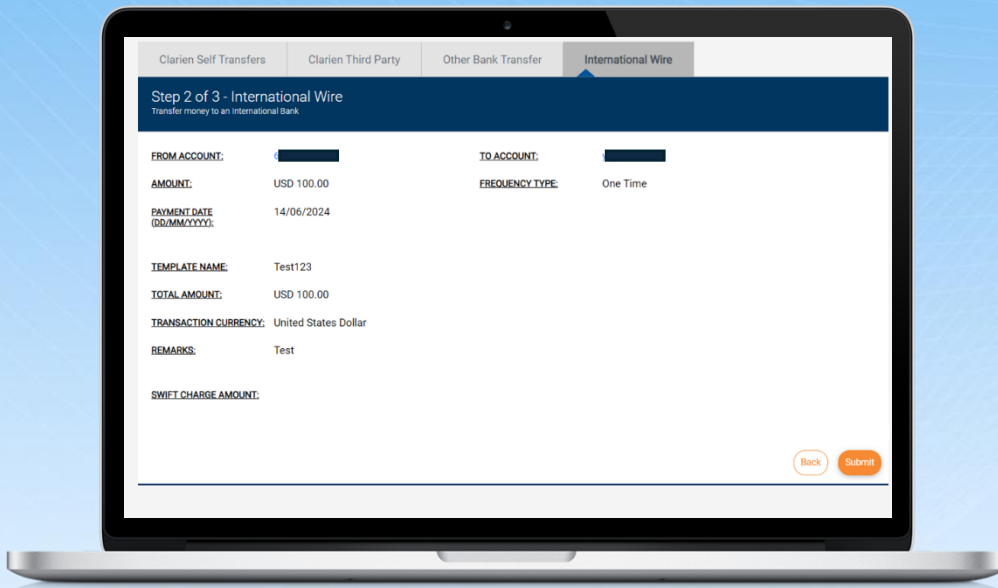 Clarien Self Transfers
Clarien Third Party
Other Bank Transfer
International Wire
Step 2 of 3 - International Wire
Transfer money to an International Bank
FROM ACCOUNT:
TO ACCOUNT:
AMOUNT: USD 100.00
FREQUENCY TYPE: One Time
PAYMENT DATE 14/06/2024
(DD/MM/YYYY):
TEMPLATE NAME: Test123
TOTAL AMOUNT: USD 100.00
TRANSACTION CURRENCY: United States Dollar
REMARKS: Test
SWIFT CHARGE AMOUNT:
Back
Submit